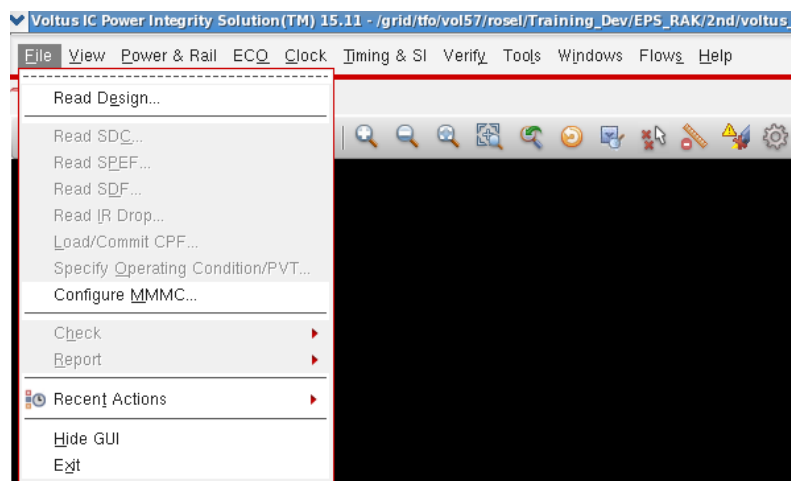 Voltus IC Power Integrity Solution(TM) 15.11 - /grid/tfo/vol57/rosel/Training_Dev/EPS_RAK/2nd/voltus_
File View Power & Rail ECO Clock Timing & SI Verify Tools Windows Flows Help
Read Design...
Read SDC...
Read SPEF...
Read SDF...
Read IR Drop...
Load/Commit CPF...
Specify Operating Condition/PVT...
Configure MMMC...
Check
Report
Recent Actions
Hide GUI
Exit